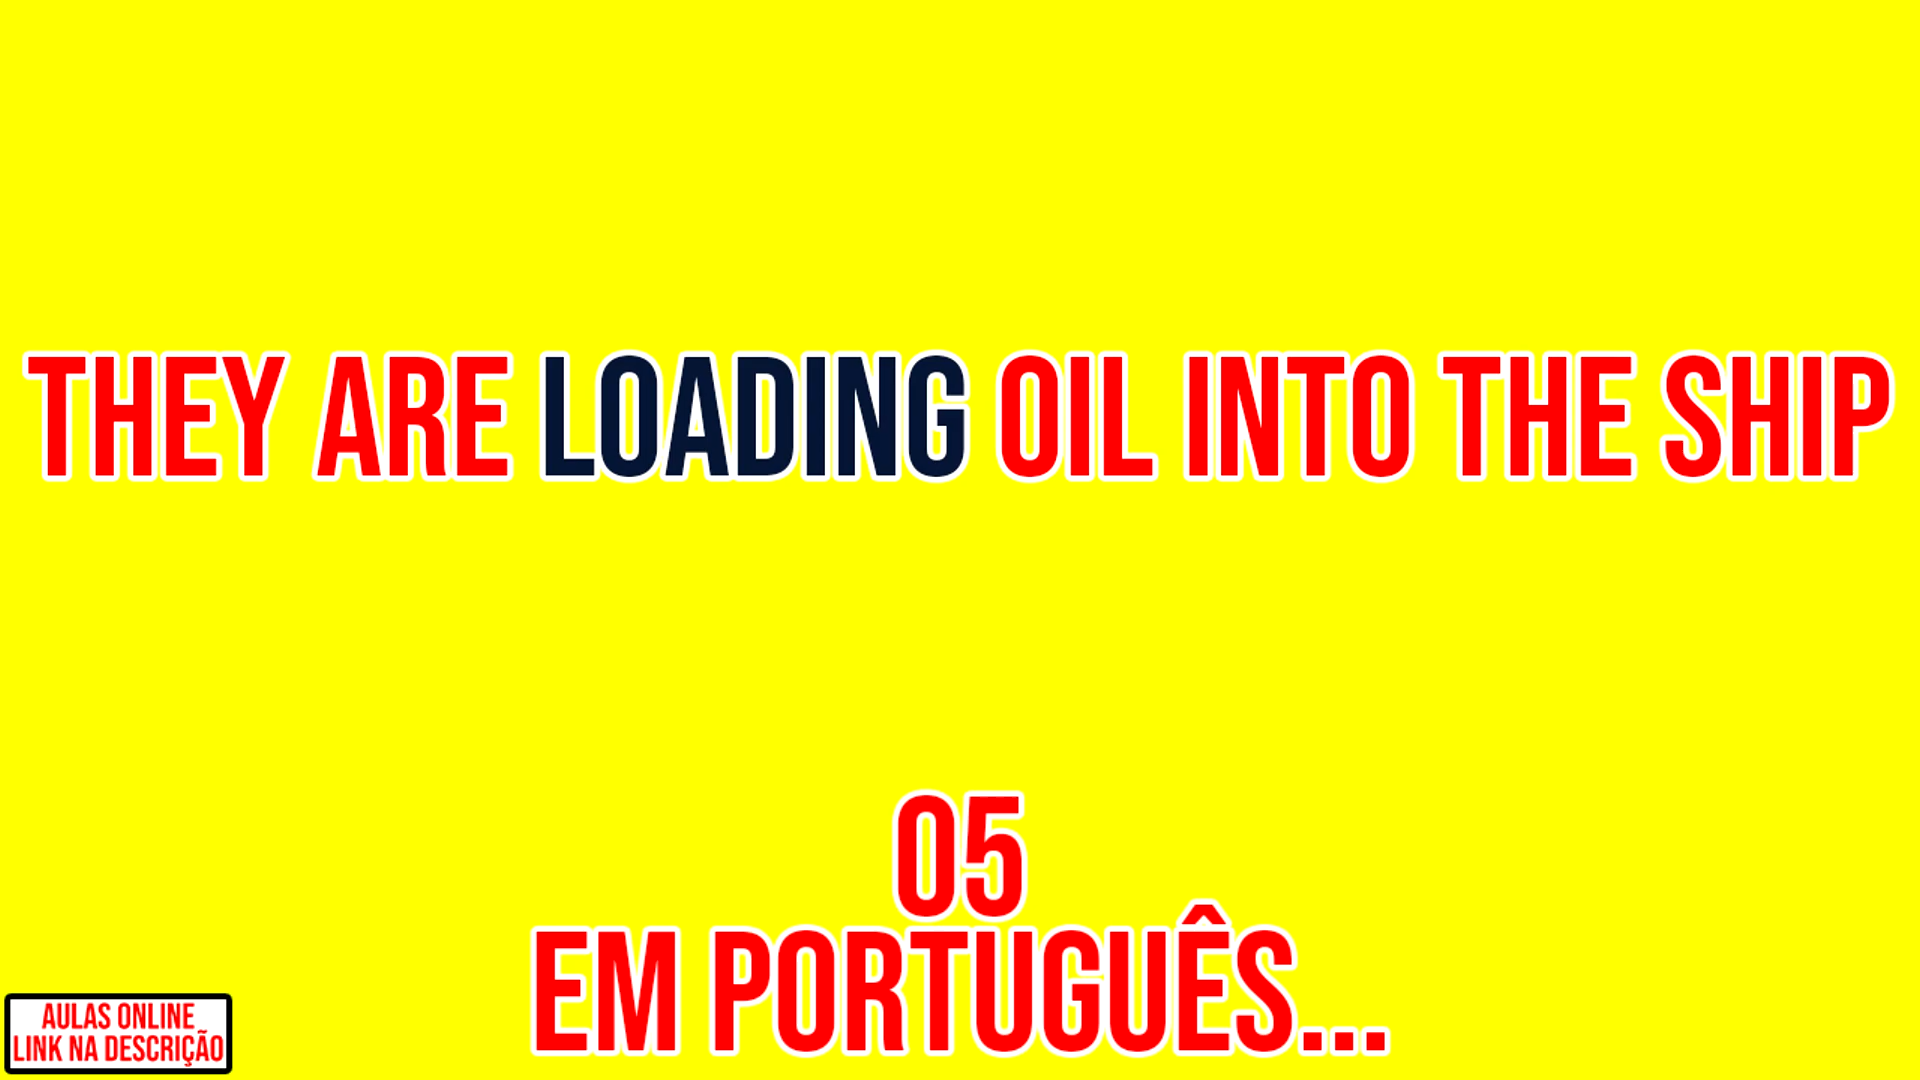 THEY ARE LOADING OIL INTO THE SHIP
05
EM PORTUGUÊS...
AULAS ONLINE
LINK NA DESCRIÇÃO